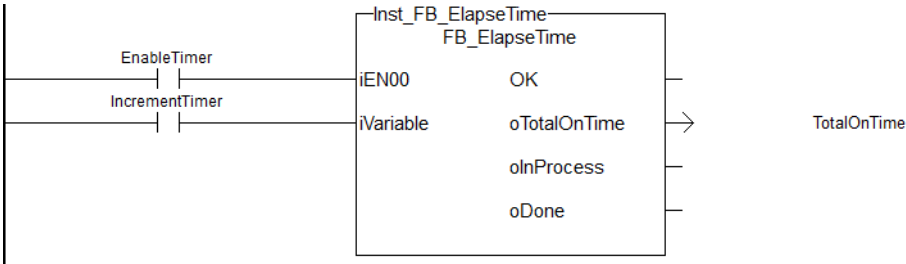 Inst_FB_ElapseTime
FB_ElapseTime
EnableTimer
iEN00 OK
IncrementTimer
iVariable oTotalOnTime TotalOnTime
oInProcess
oDone